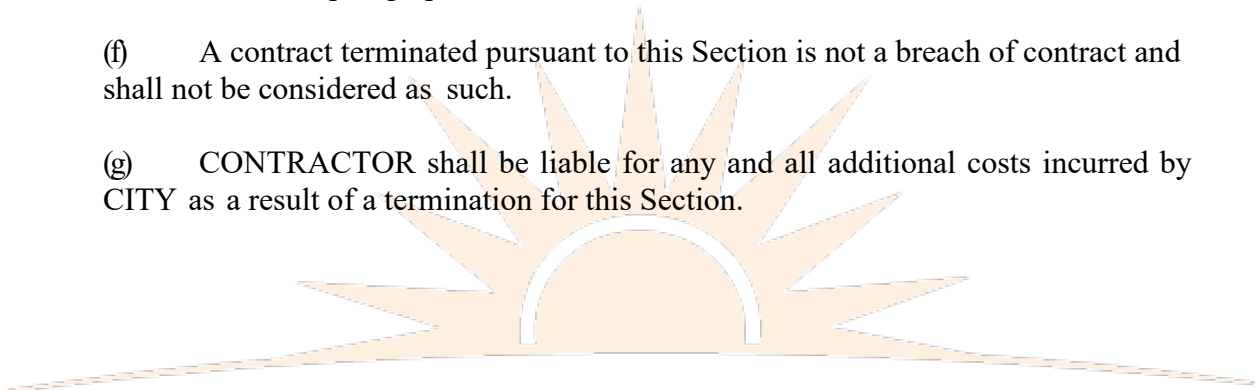 (f) A contract terminated pursuant to this Section is not a breach of contract and
shall not be considered as such.
(g) CONTRACTOR shall be liable for any and all additional costs incurred by
CITY as a result of a termination for this Section.